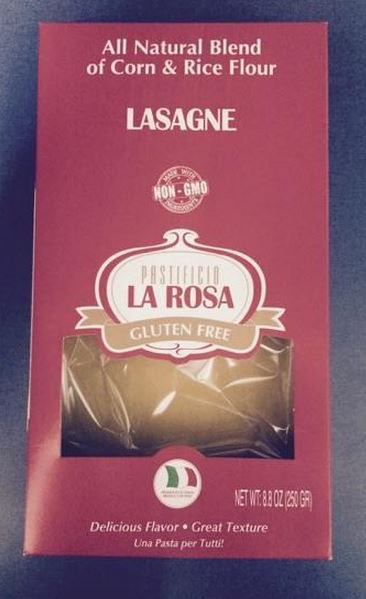 All Natural Blend
of Corn & Rice Flour
LASAGNE
MADE WITH
NON-GMO
INGREDIENTS
PASTIFICIO
LA ROSA
GLUTEN FREE
NET WT: 8.8 OZ (250 GR)
Delicious Flavor • Great Texture
Una Pasta per Tutti!